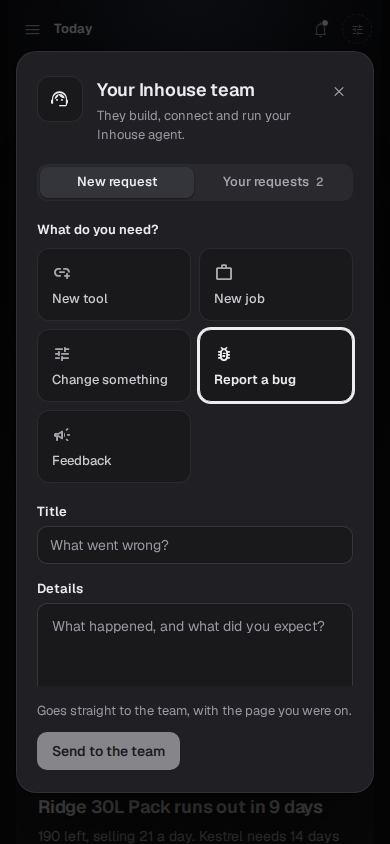 Today
Your Inhouse team
They build, connect and run your
Inhouse agent.
New request
Your requests 2
What do you need?
New tool
New job
Change something
Report a bug
Feedback
Title
What went wrong?
Details
What happened, and what did you expect?
Goes straight to the team, with the page you were on.
Send to the team
Ridge 30L Pack runs out in 9 days
190 left, selling 21 a day. Kestrel needs 14 days